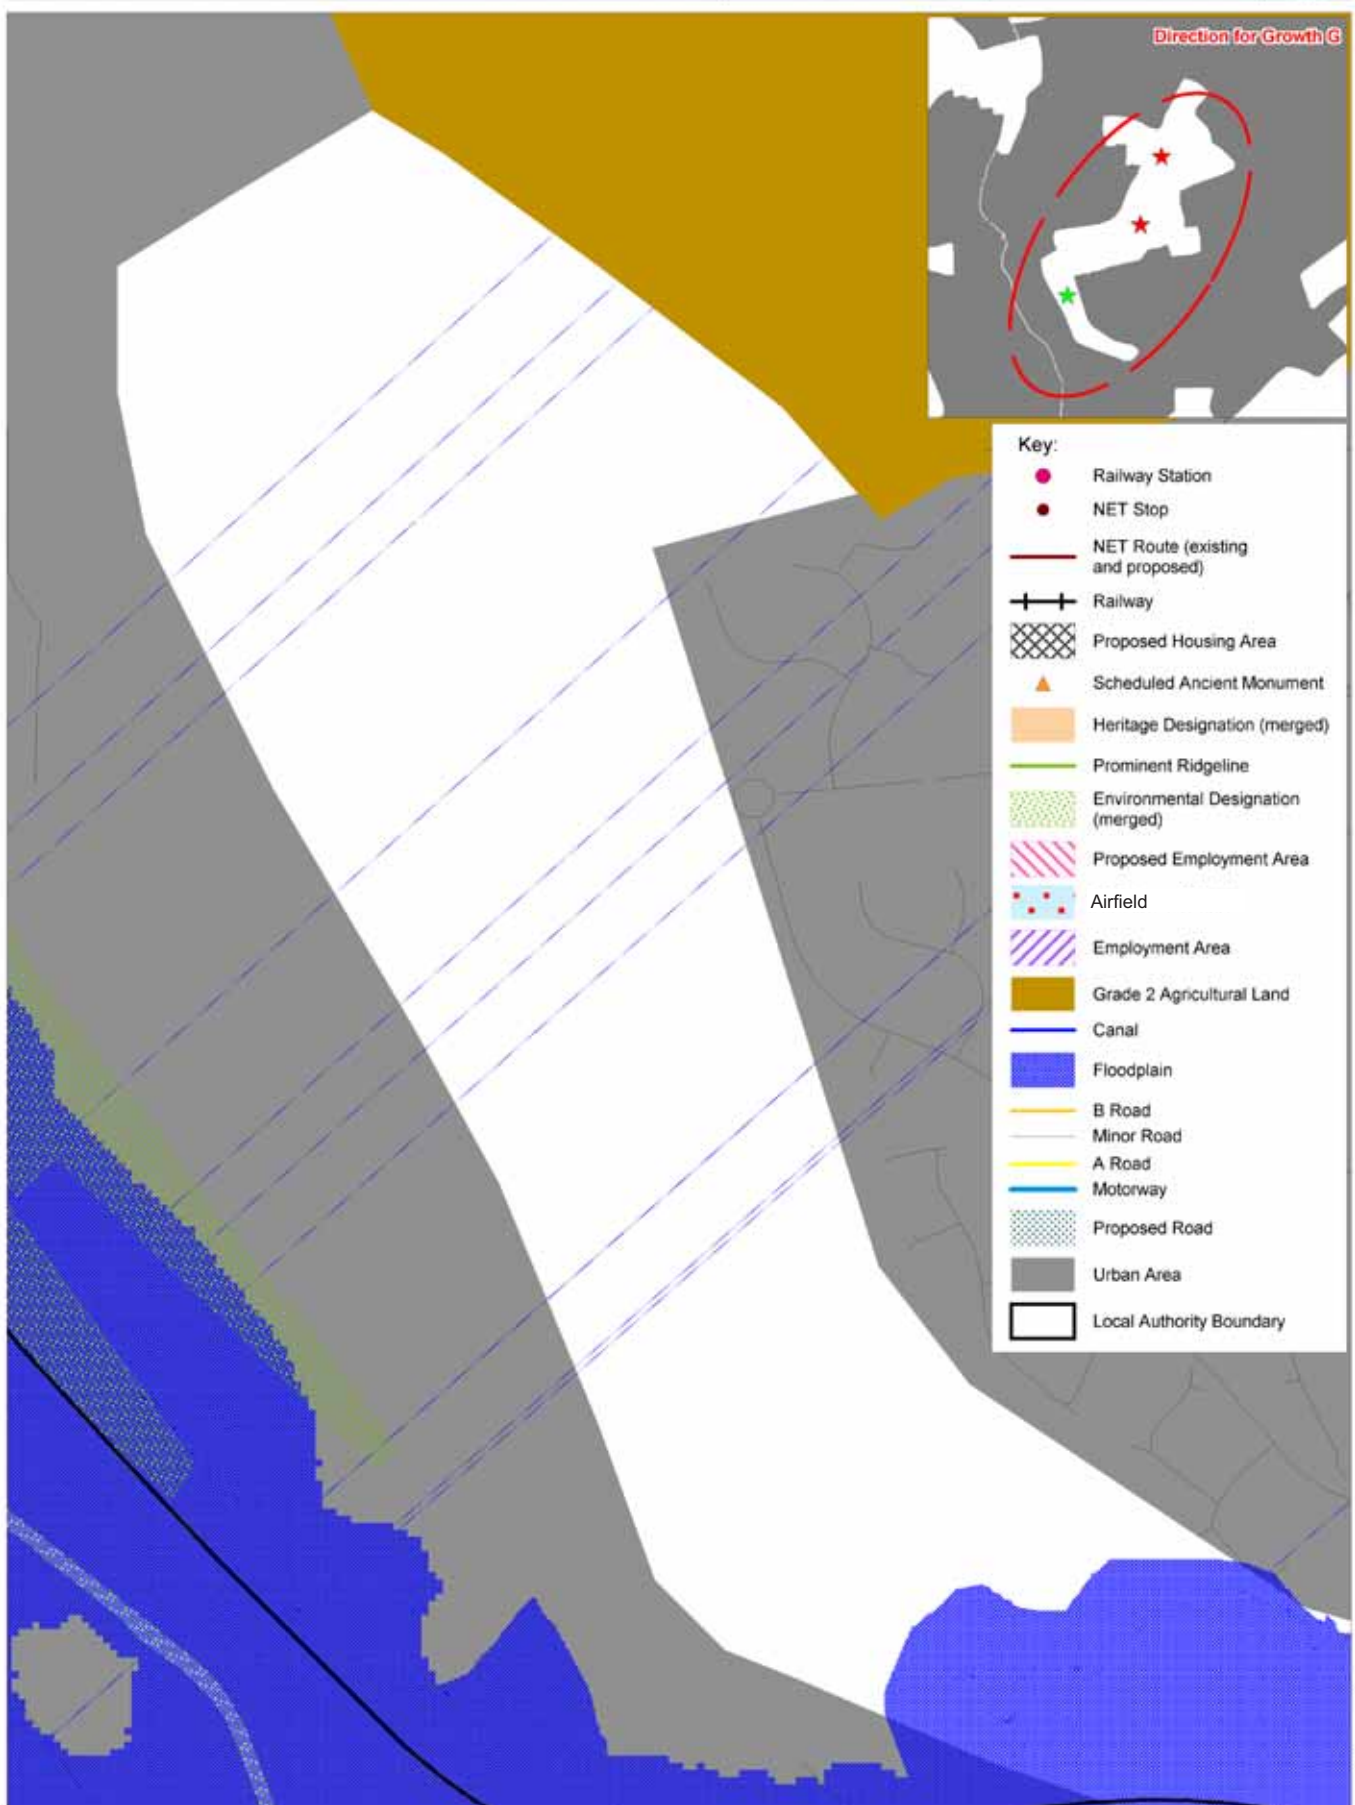 Direction for Growth G
Key:
Railway Station
NET Stop
NET Route (existing
and proposed)
Railway
Proposed Housing Area
Scheduled Ancient Monument
Heritage Designation (merged)
Prominent Ridgeline
Environmental Designation
(merged)
Proposed Employment Area
Airfield
Employment Area
Grade 2 Agricultural Land
Canal
Floodplain
B Road
Minor Road
A Road
Motorway
Proposed Road
Urban Area
Local Authority Boundary